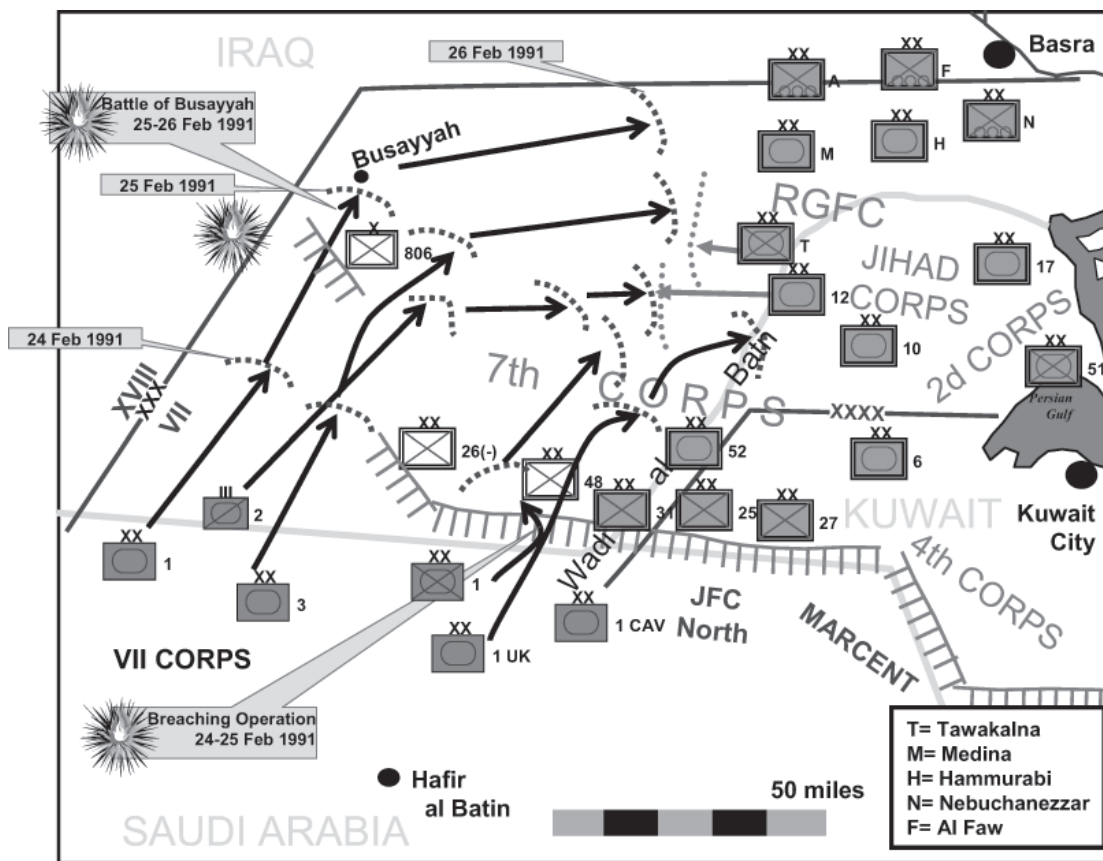 IRAQ
26 Feb 1991
XX
A
XX
F
Basra
Battle of Busayyah
25-26 Feb 1991
Busayyah
XX
M
XX
H
XX
N
25 Feb 1991
X
806
RGFC
XX
T
JIHAD
CORPS
XX
17
XX
12
2d CORPS
24 Feb 1991
XVIII
XXX
VII
7th
CORPS
XX
10
XX
51
Persian
Gulf
XXXX
XX
26(-)
XX
48
XX
52
XX
6
Wadi al Batn
XX
31
XX
25
XX
27
KUWAIT
Kuwait
City
III
2
XX
1
XX
3
XX
1
XX
1 UK
XX
1 CAV
JFC
North
MARCENT
4th CORPS
VII CORPS
Breaching Operation
24-25 Feb 1991
Hafir
al Batin
50 miles
SAUDI ARABIA
T= Tawakalna
M= Medina
H= Hammurabi
N= Nebuchanezzar
F= Al Faw